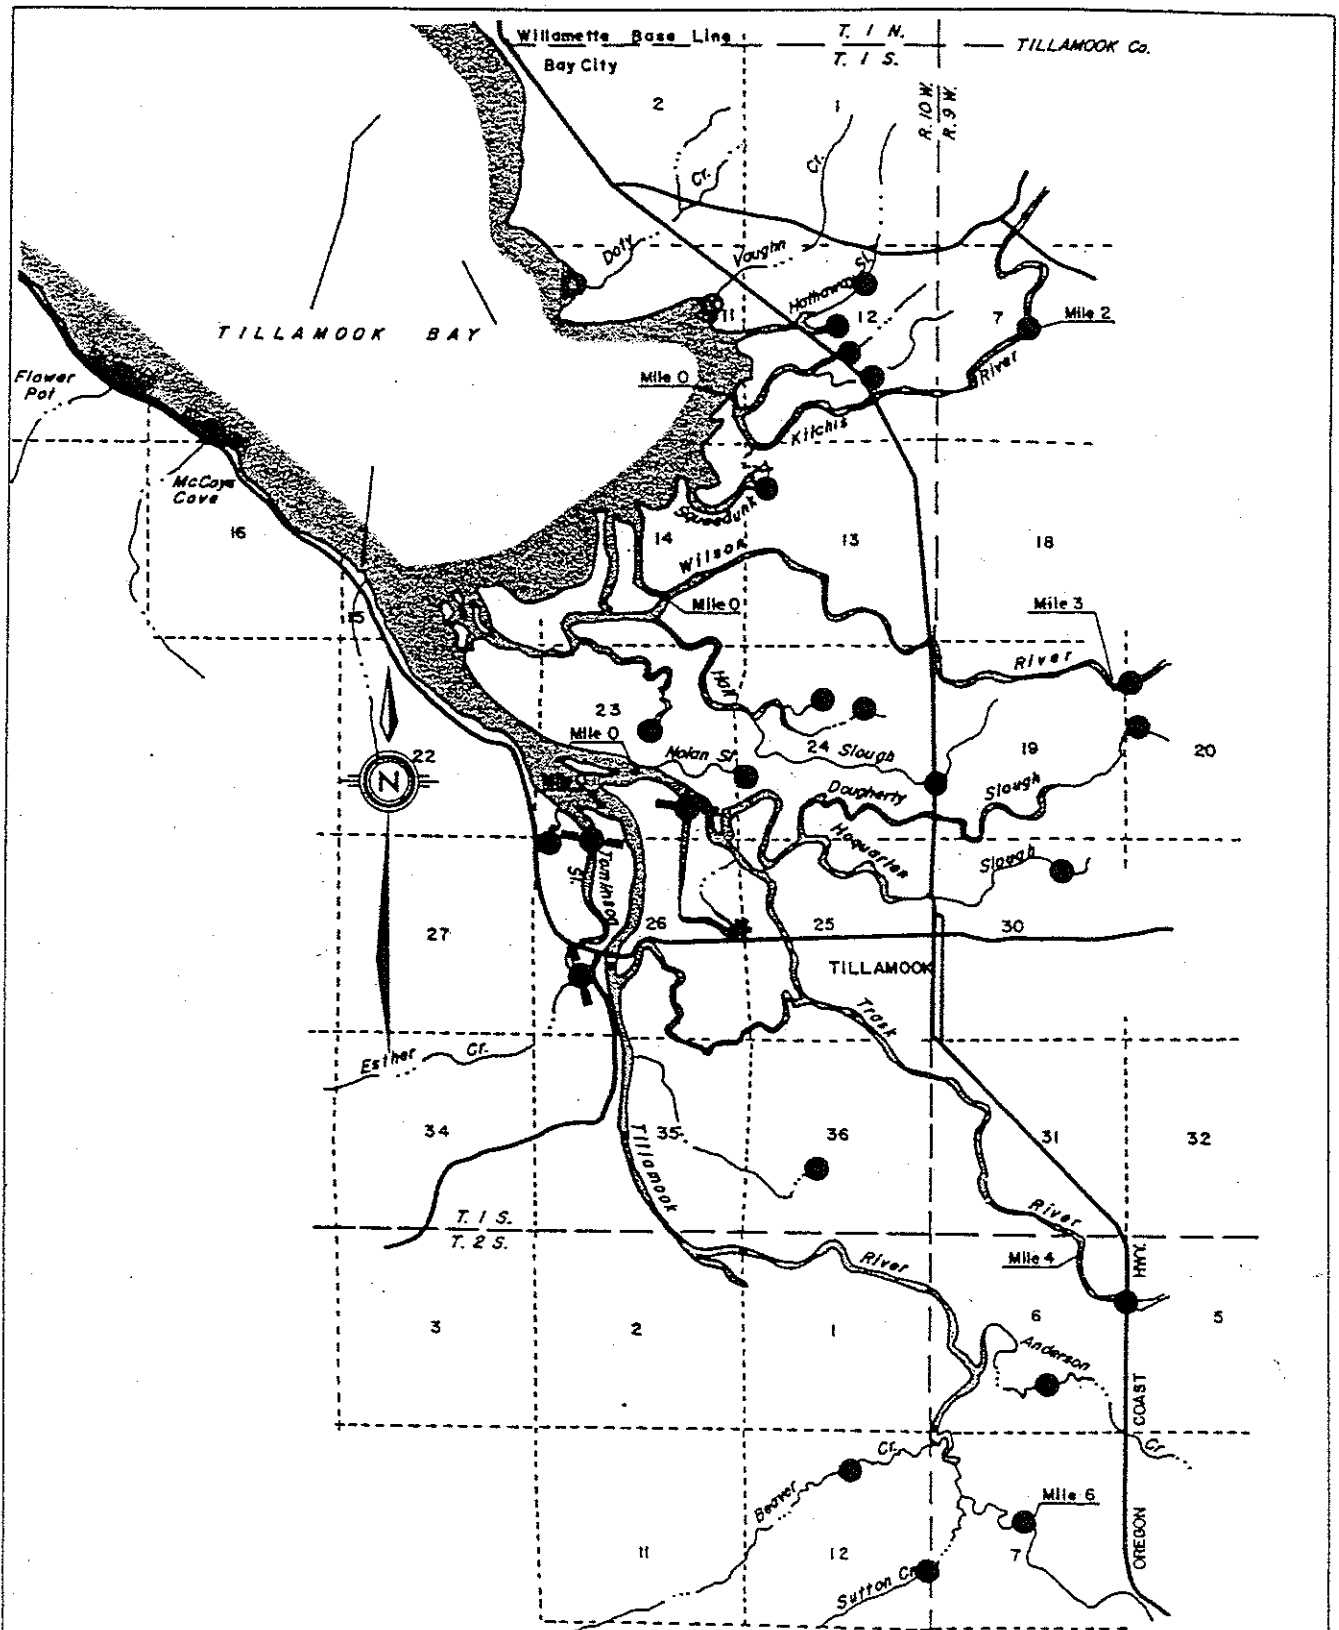 Willamette Base Line
T. 1 N.
TILLAMOOK Co.
Bay City
T. 1 S.
2
1
R. 10 W.
R. 9 W.
Cr.
Cr.
Doty
Vaughn
Hathaway Sl.
TILLAMOOK BAY
11
12
7
Mile 2
Flower
Pot
Mile 0
River
Kilchis
McCoys
Cove
Squeedunk
16
14
13
18
Wilson
Mile 0
Mile 3
15
River
Hall
23
Mile 0
Nolan Sl.
24
Slough
19
20
22
N
Dougherty
Slough
Hoquarten
Slough
Tomlinson
Sl.
27
26
25
30
TILLAMOOK
Trask
Esther Cr.
34
35
36
31
32
Tillamook
T. 1 S.
T. 2 S.
River
River
Mile 4
HWY.
3
2
1
6
5
Anderson
COAST
Cr.
Cr.
Beaver
Mile 6
11
12
7
OREGON
Sutton Cr.